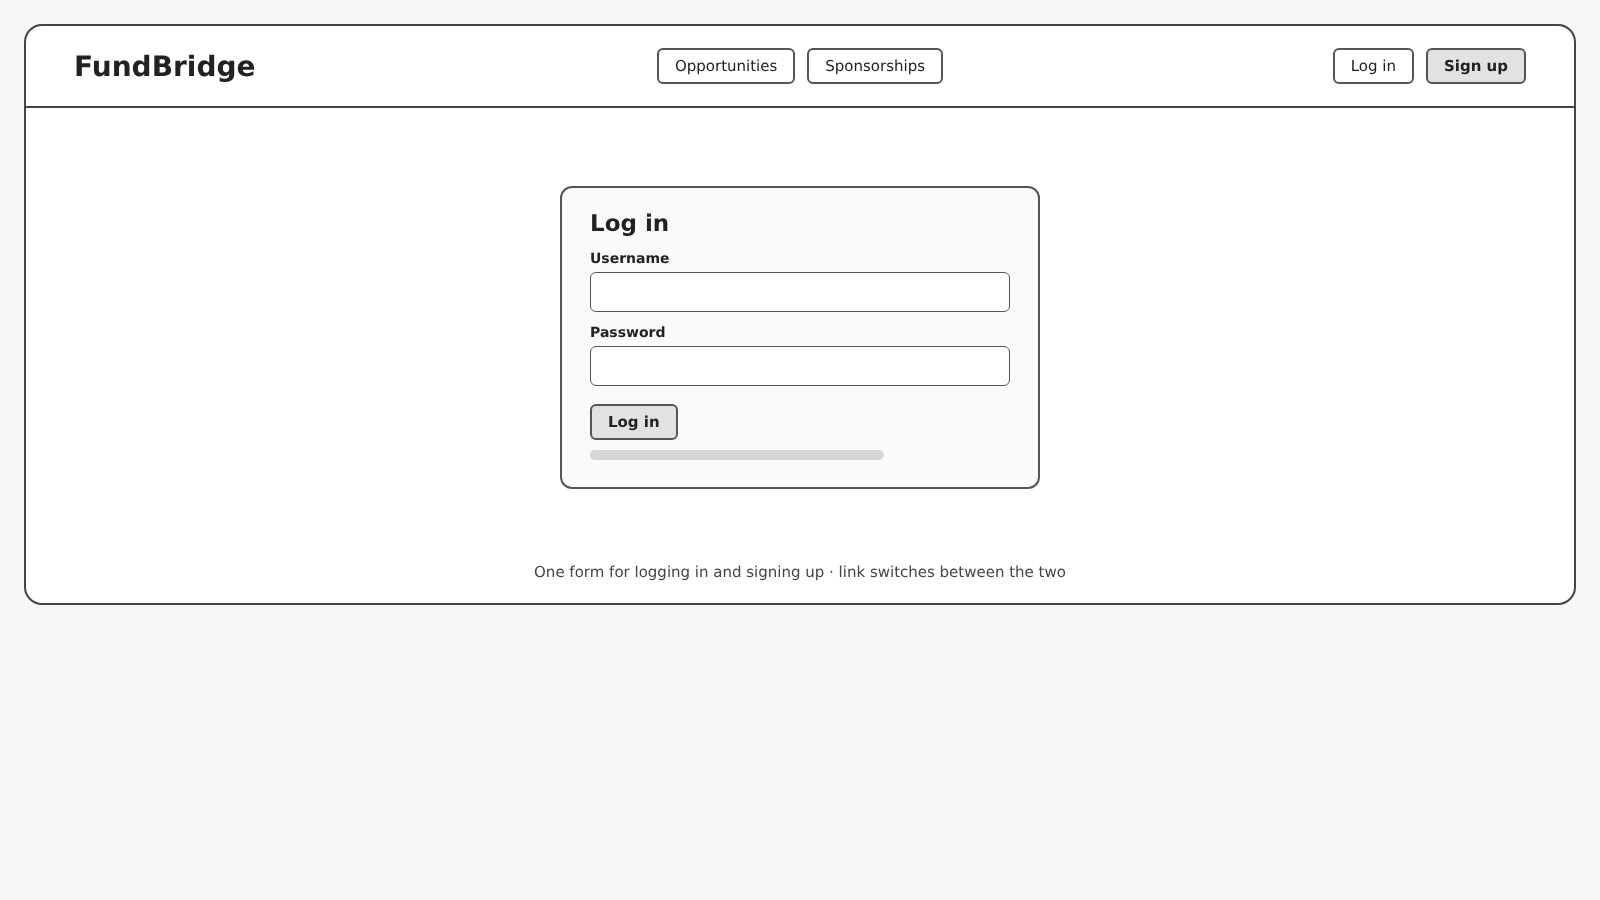 FundBridge
Opportunities
Sponsorships
Log in
Sign up
Log in
Username
Password
Log in
One form for logging in and signing up · link switches between the two